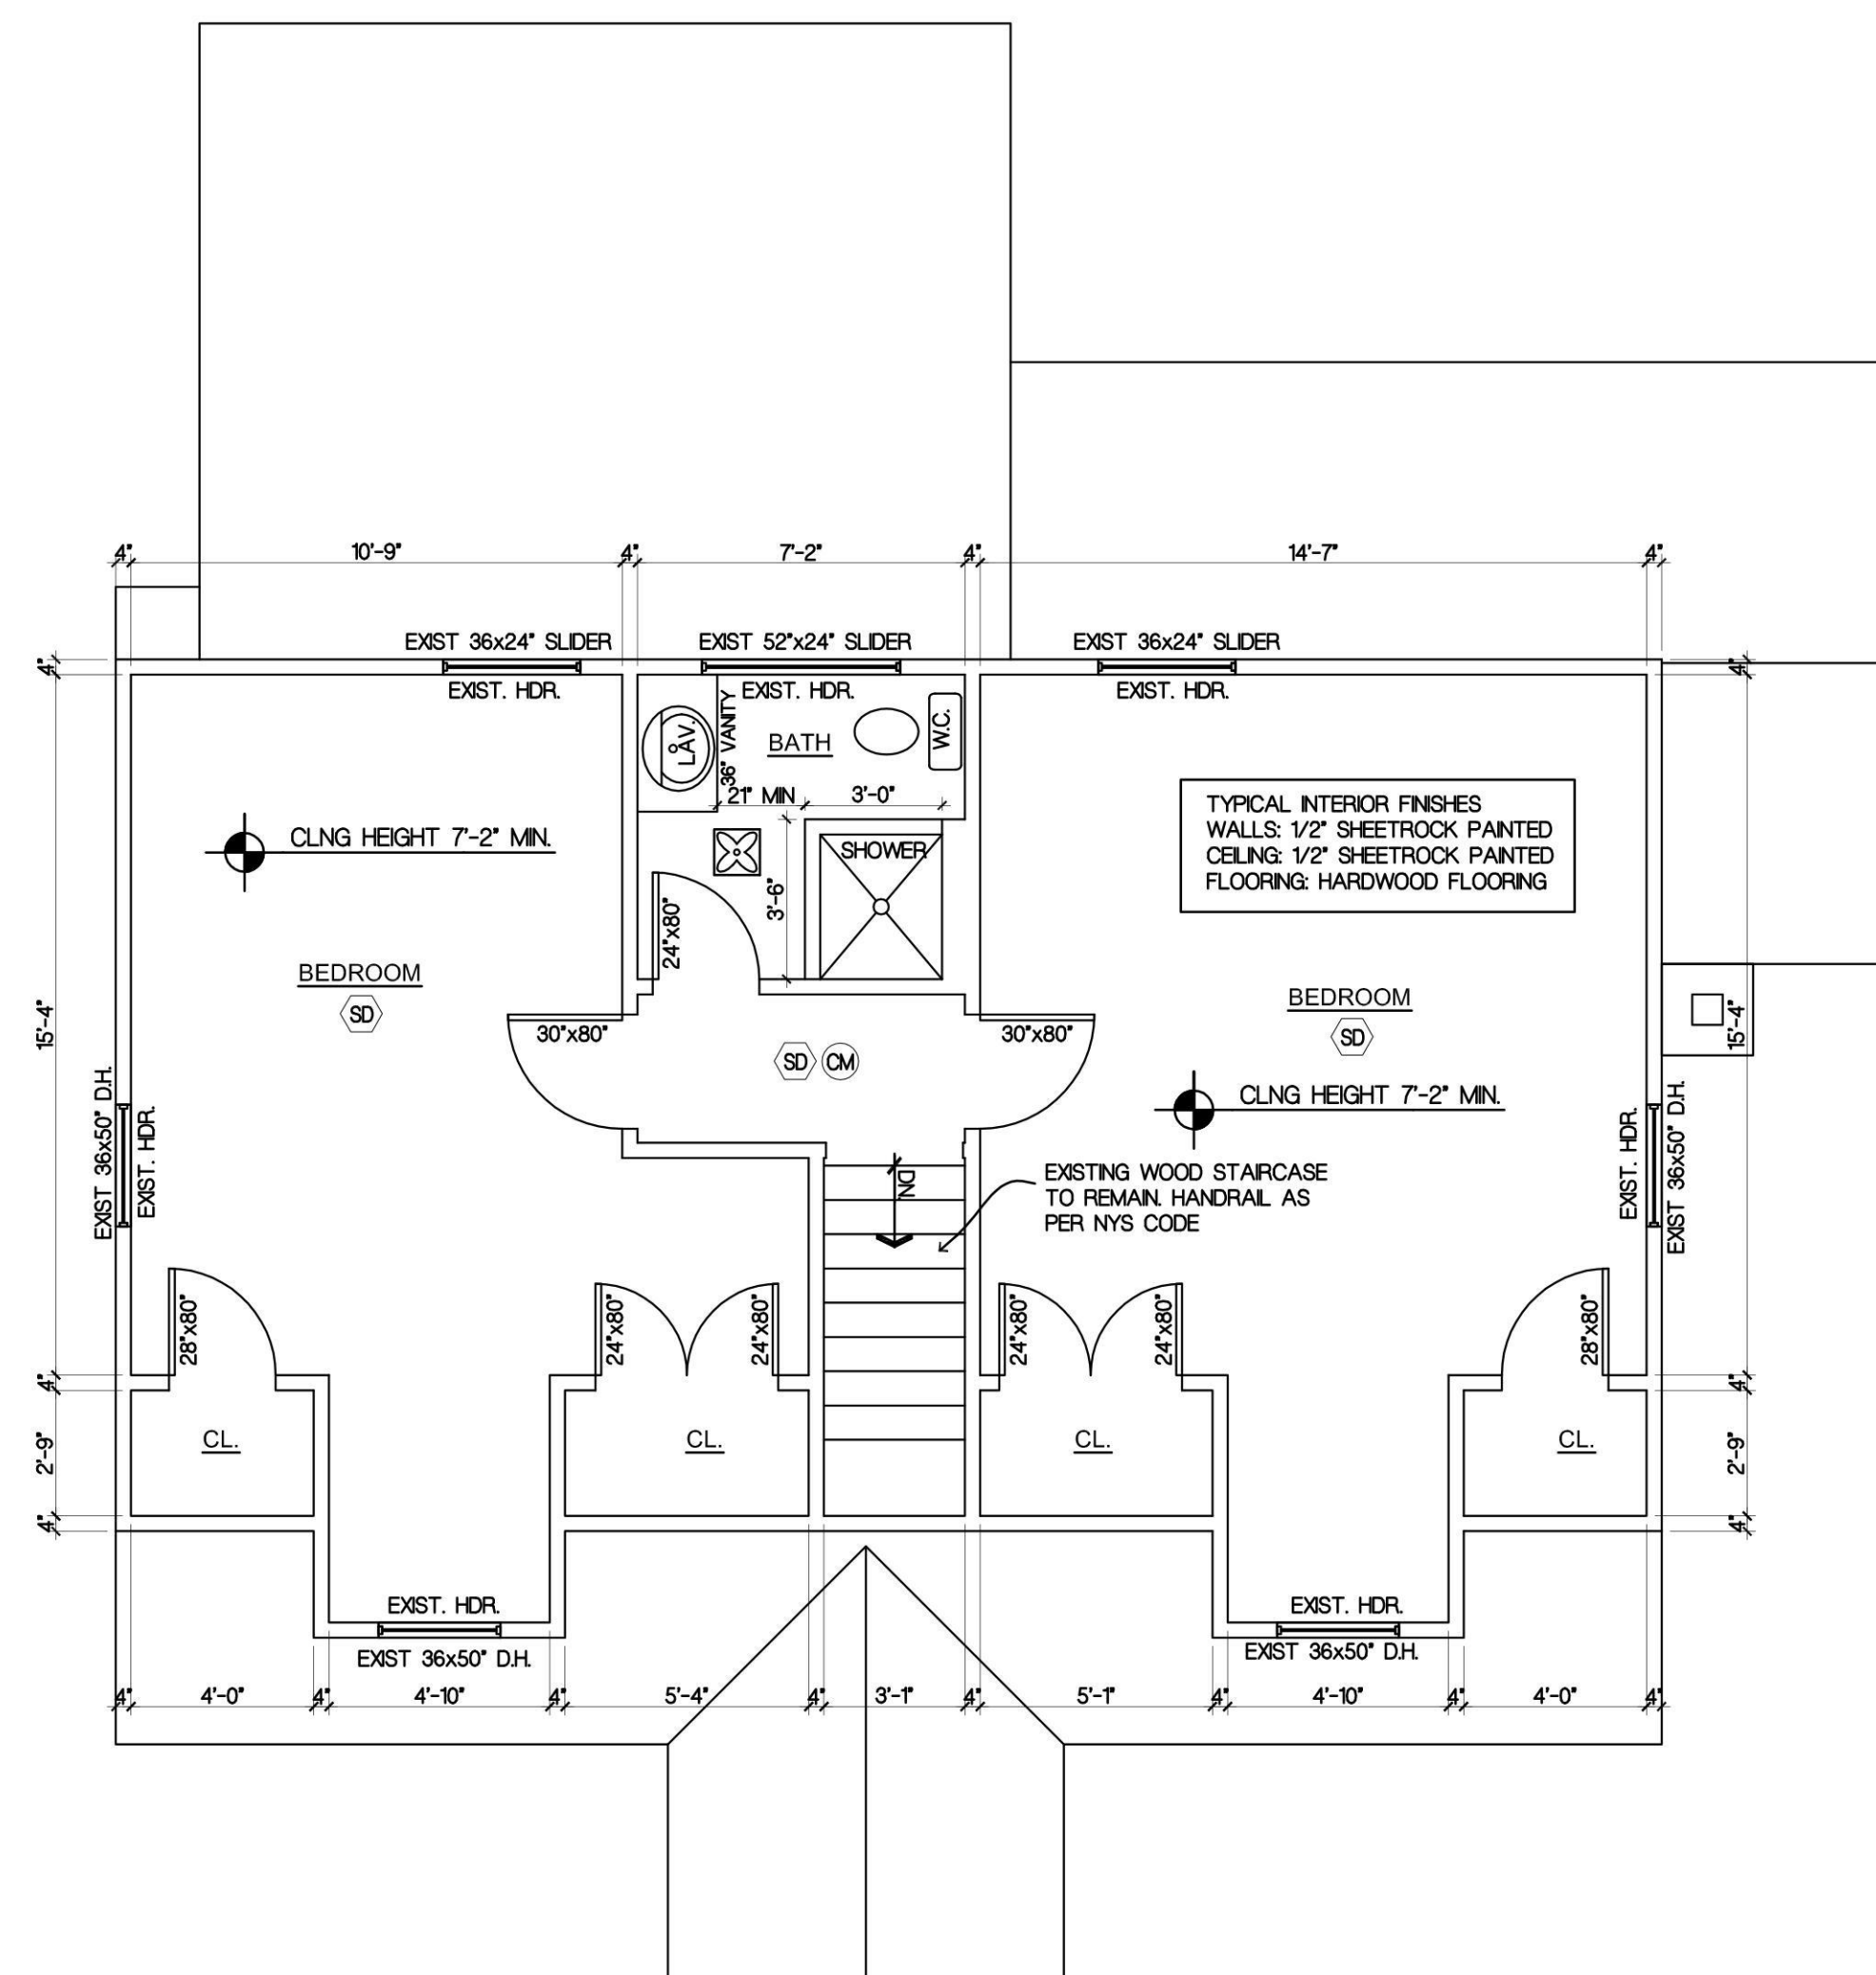 4" 10'-9" 4" 7'-2" 4" 14'-7" 4"
EXIST 36x24" SLIDER
EXIST 52"x24" SLIDER
EXIST 36x24" SLIDER
4"
4"
EXIST. HDR.
EXIST. HDR.
EXIST. HDR.
LAV.
36" VANITY
BATH
W.C.
21" MIN
3'-0"
TYPICAL INTERIOR FINISHES
WALLS: 1/2" SHEETROCK PAINTED
CEILING: 1/2" SHEETROCK PAINTED
FLOORING: HARDWOOD FLOORING
CLNG HEIGHT 7'-2" MIN.
SHOWER
3'-6"
24"x80"
BEDROOM
SD
BEDROOM
SD
15'-4"
15'-4"
30"x80"
30"x80"
SD
CM
CLNG HEIGHT 7'-2" MIN.
EXIST 36x50" D.H.
EXIST. HDR.
EXIST. HDR.
EXIST 36x50" D.H.
DN.
EXISTING WOOD STAIRCASE
TO REMAIN. HANDRAIL AS
PER NYS CODE
28"x80"
24"x80"
24"x80"
24"x80"
24"x80"
28"x80"
4"
4"
CL.
CL.
CL.
CL.
2'-9"
2'-9"
4"
4"
EXIST. HDR.
EXIST. HDR.
EXIST 36x50" D.H.
EXIST 36x50" D.H.
4" 4'-0" 4" 4'-10" 4" 5'-4" 4" 3'-1" 4" 5'-1" 4" 4'-10" 4" 4'-0" 4"